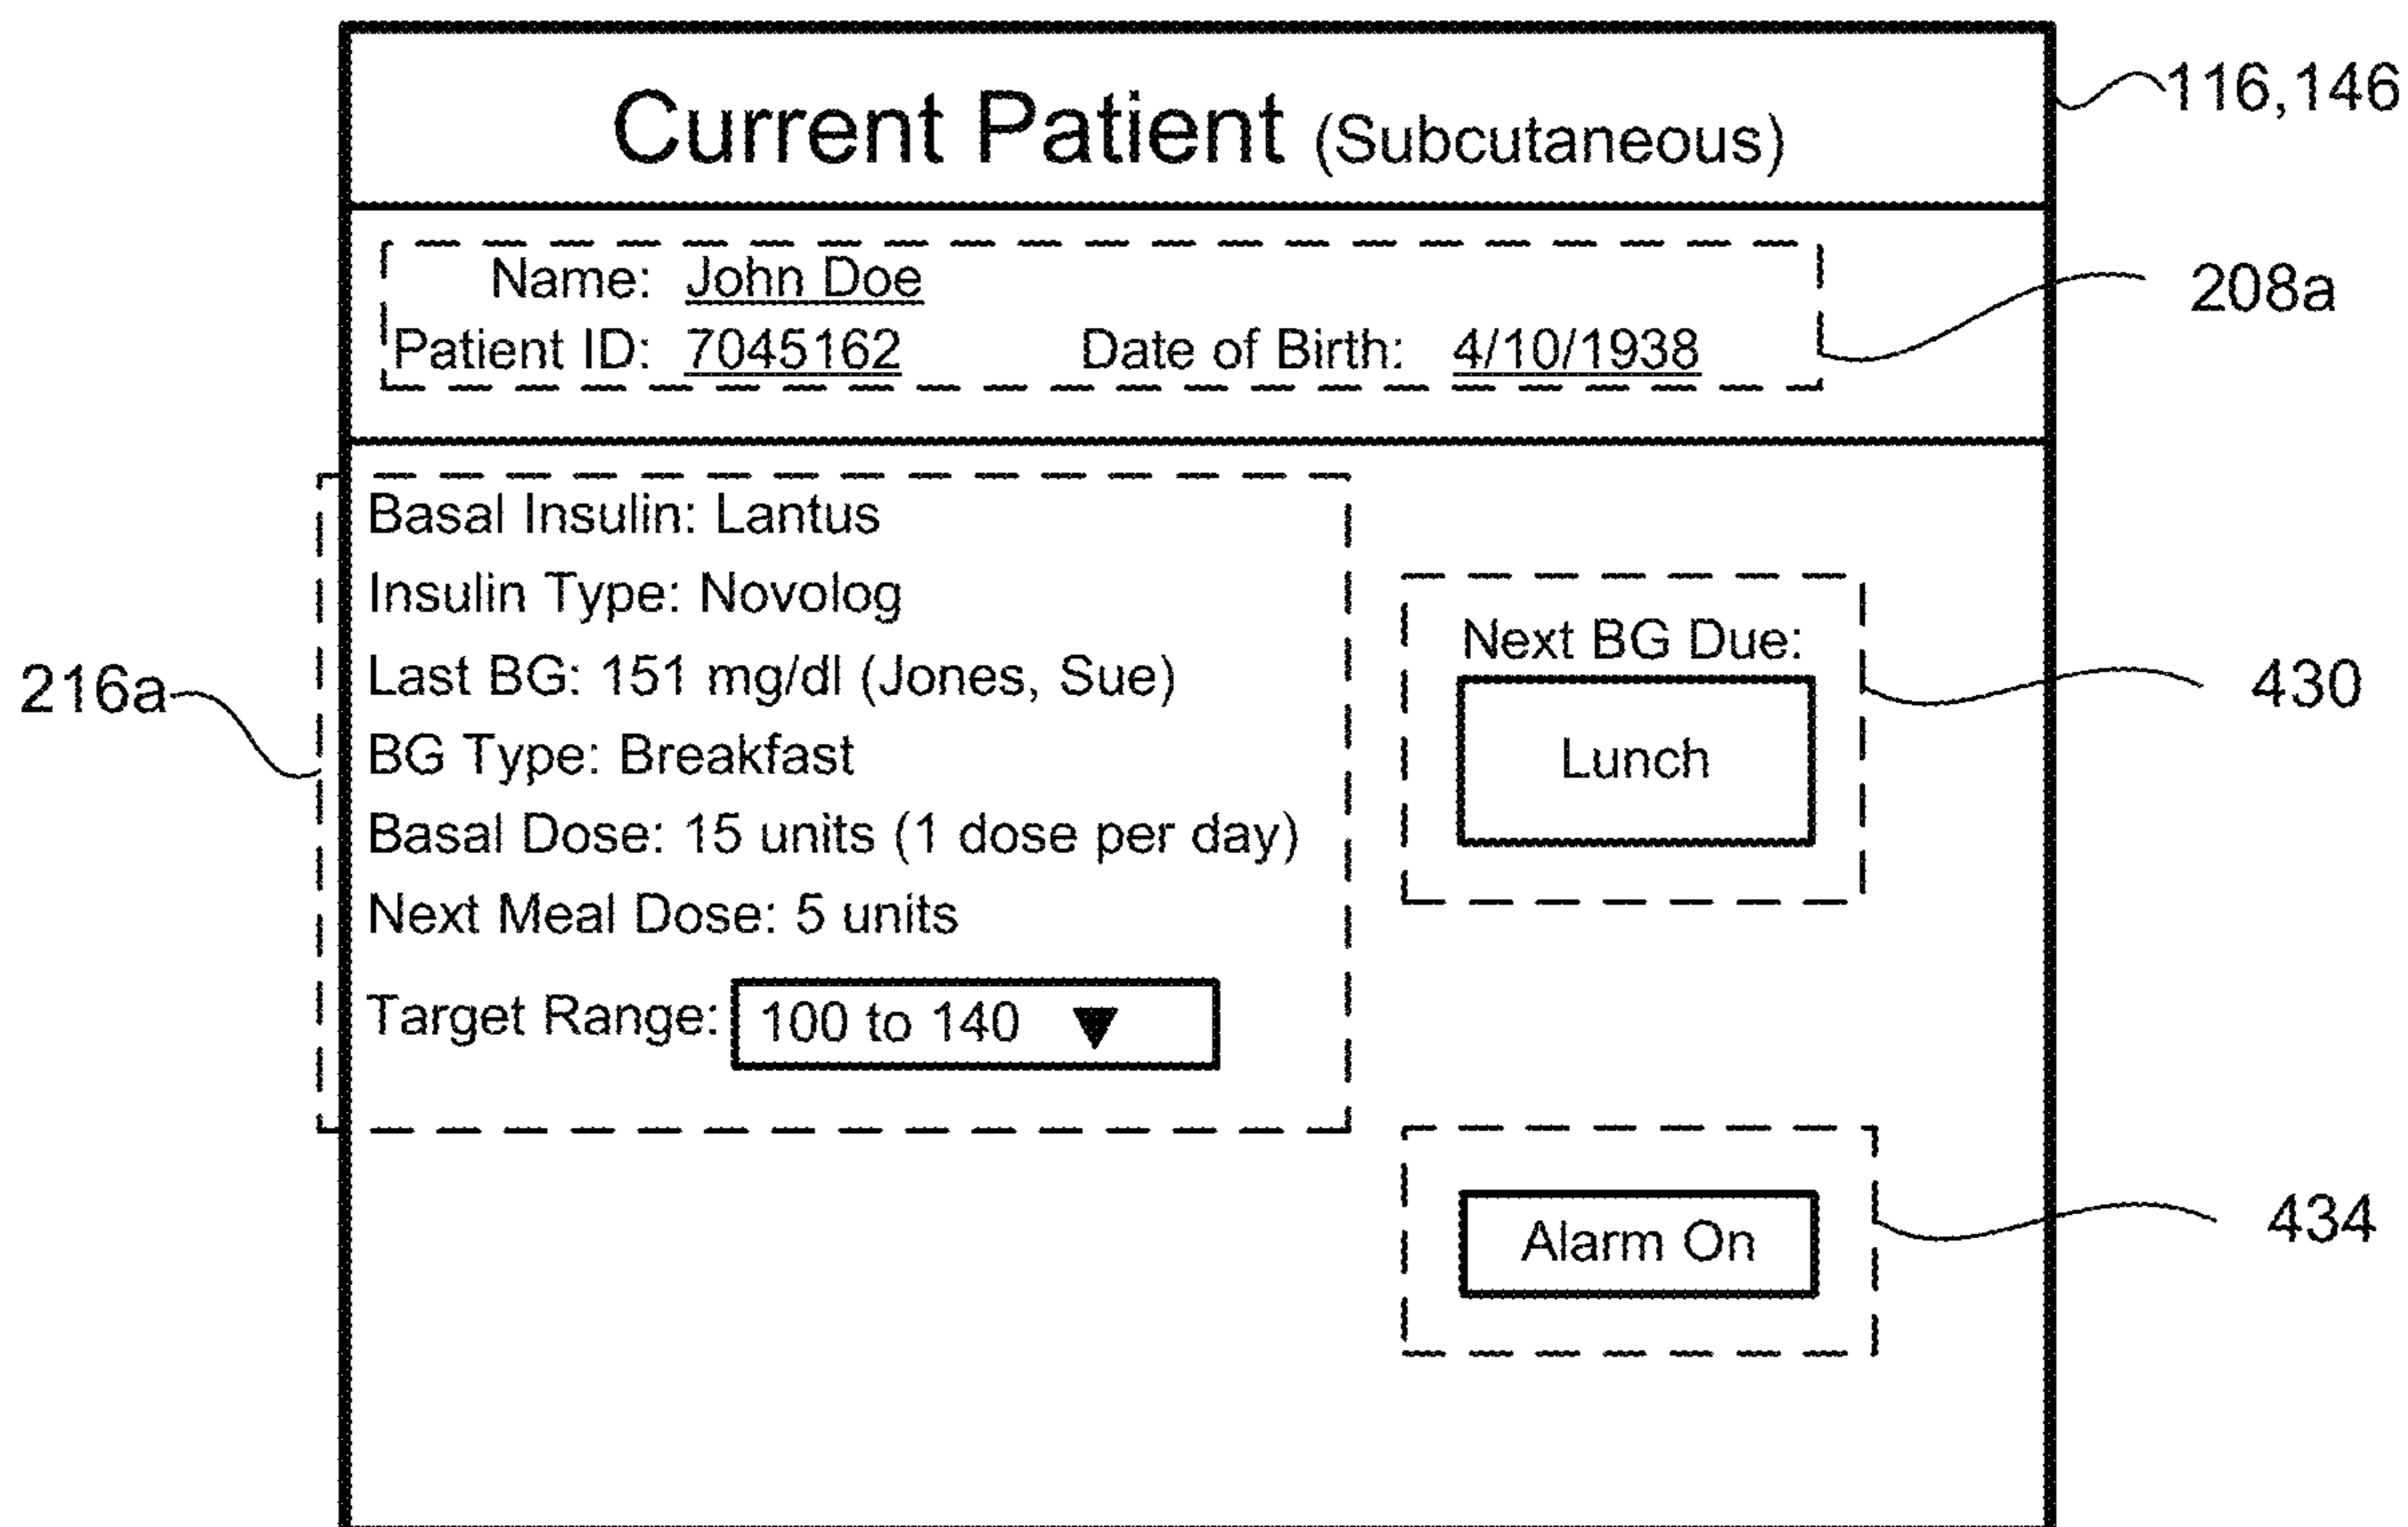 Current Patient (Subcutaneous)
116,146
Name: John Doe
208a
Patient ID: 7045162 Date of Birth: 4/10/1938
Basal Insulin: Lantus
Insulin Type: Novolog
Last BG: 151 mg/dl (Jones, Sue)
216a
BG Type: Breakfast
Basal Dose: 15 units (1 dose per day)
Next Meal Dose: 5 units
Target Range: 100 to 140 ▼
Next BG Due:
430
Lunch
Alarm On
434